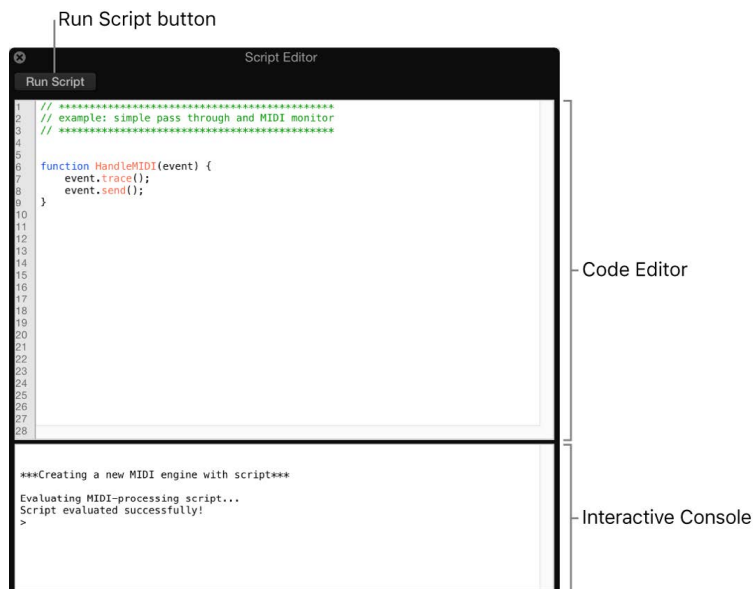 Run Script button
Script Editor
Run Script
1 // *********************************************
2 // example: simple pass through and MIDI monitor
3 // *********************************************
4
5
6 function HandleMIDI(event) {
7     event.trace();
8     event.send();
9 }
10
11
12
13
14
15
16
17
18
19
20
21
22
23
24
25
26
27
28
Code Editor
***Creating a new MIDI engine with script***
Evaluating MIDI-processing script...
Script evaluated successfully!
>
Interactive Console